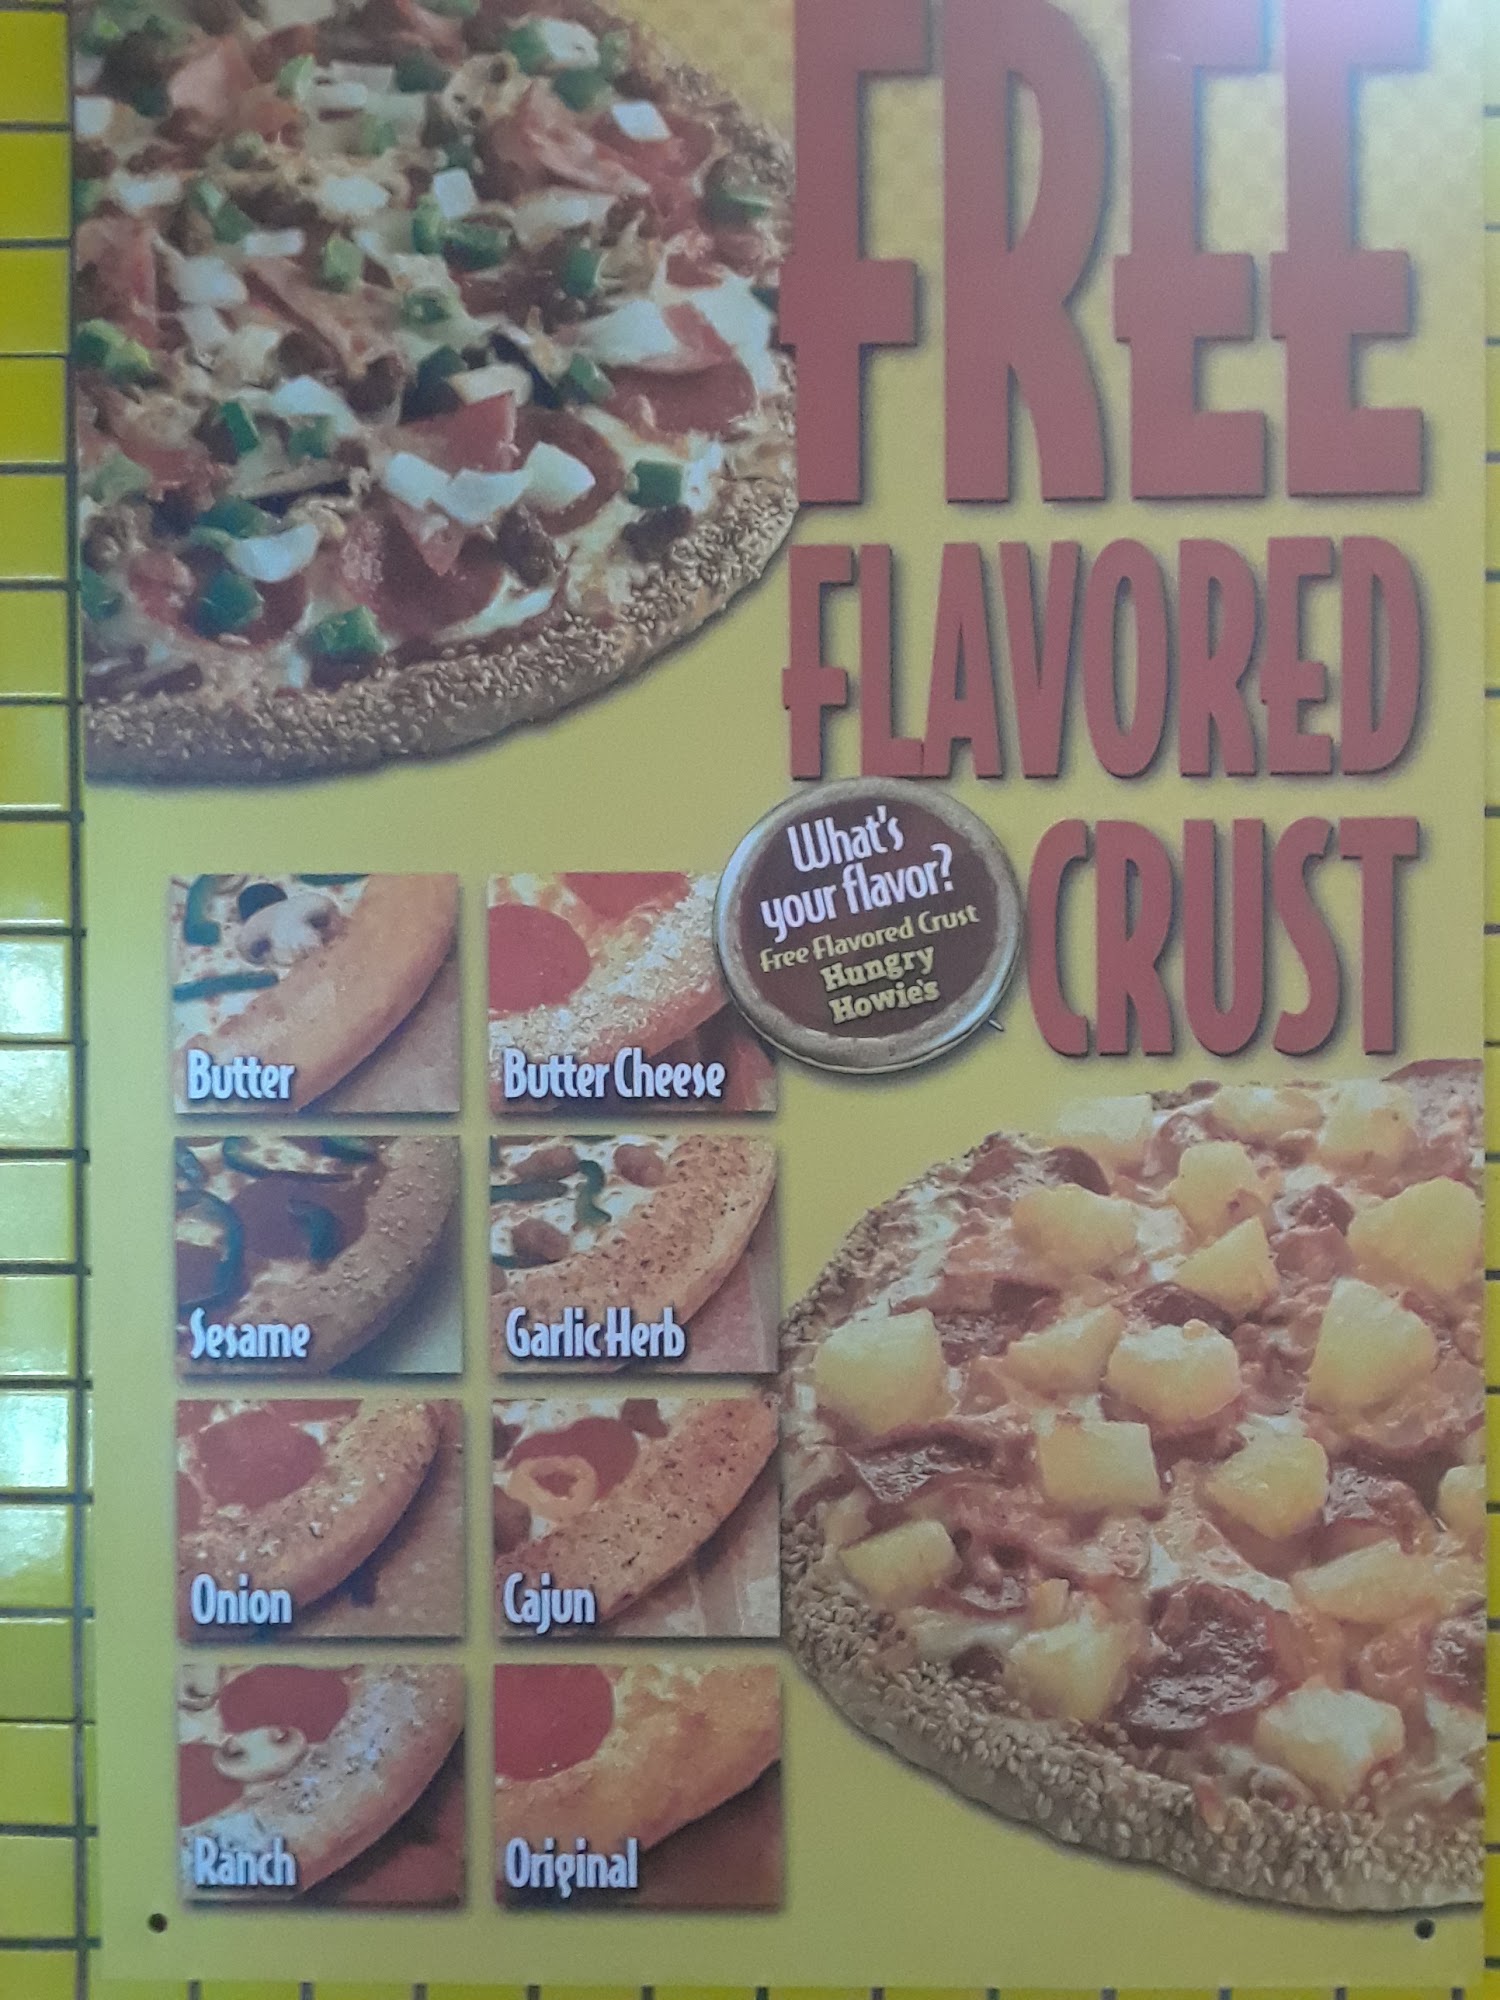 FREE
FLAVORED
CRUST
What's
your flavor?
Free Flavored Crust
Hungry
Howie's
Butter
Butter Cheese
Sesame
Garlic Herb
Onion
Cajun
Ranch
Original